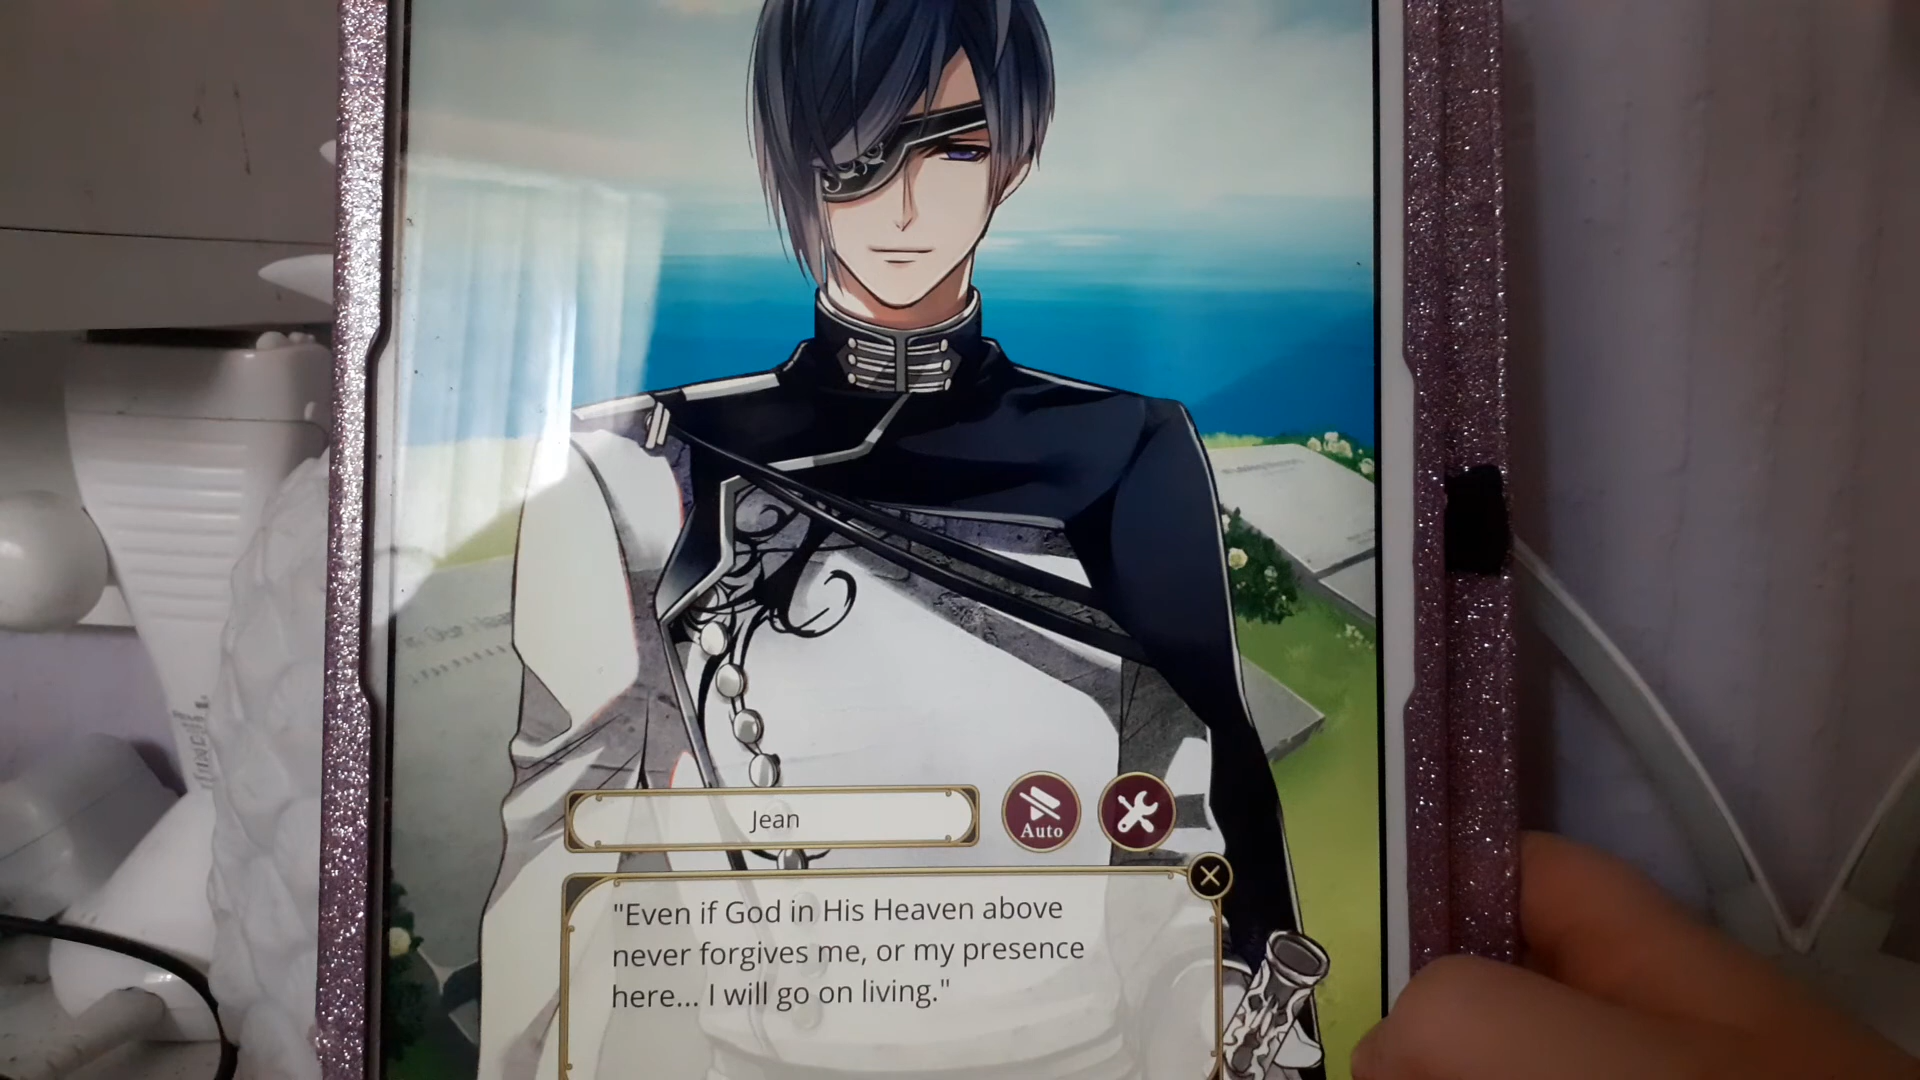 Jean
Auto
"Even if God in His Heaven above
never forgives me, or my presence
here... I will go on living."